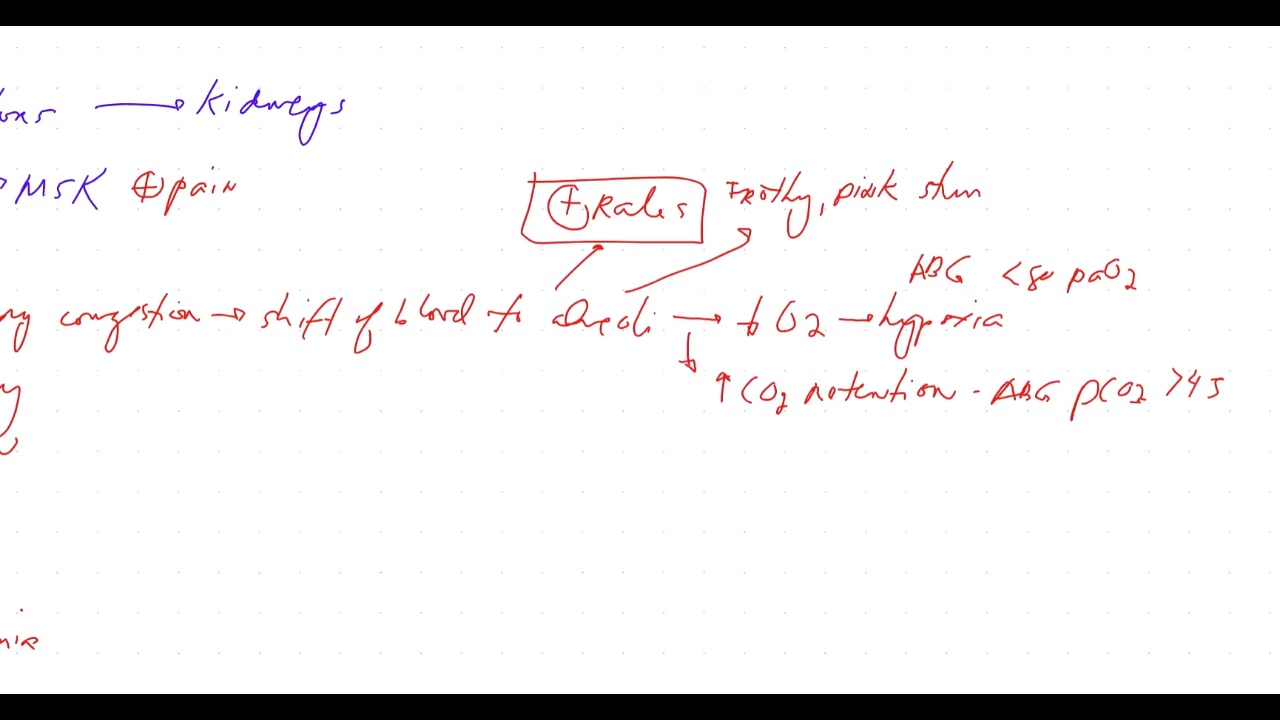 → kidneys
MSK ⊕ pain
⊕ Rales
Frothy, pink
ABG <80 paO2
congestion → shift of blood to alveoli → ↓ O2 → hypoxia
↑ CO2 retention - ABG pCO2 >45